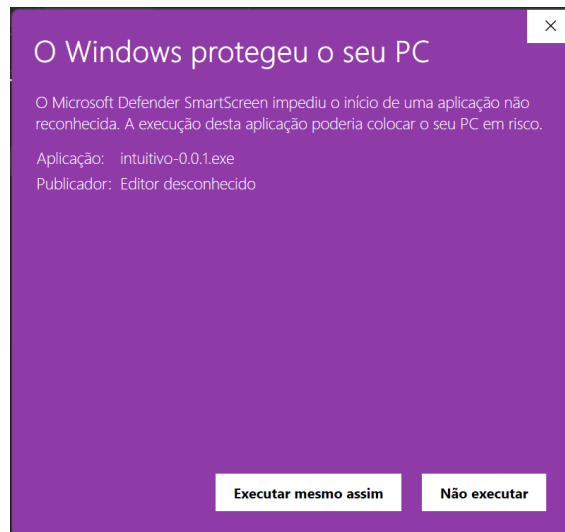 O Windows protegeu o seu PC
O Microsoft Defender SmartScreen impediu o início de uma aplicação não
reconhecida. A execução desta aplicação poderia colocar o seu PC em risco.
Aplicação: intuitivo-0.0.1.exe
Publicador: Editor desconhecido
Executar mesmo assim Não executar